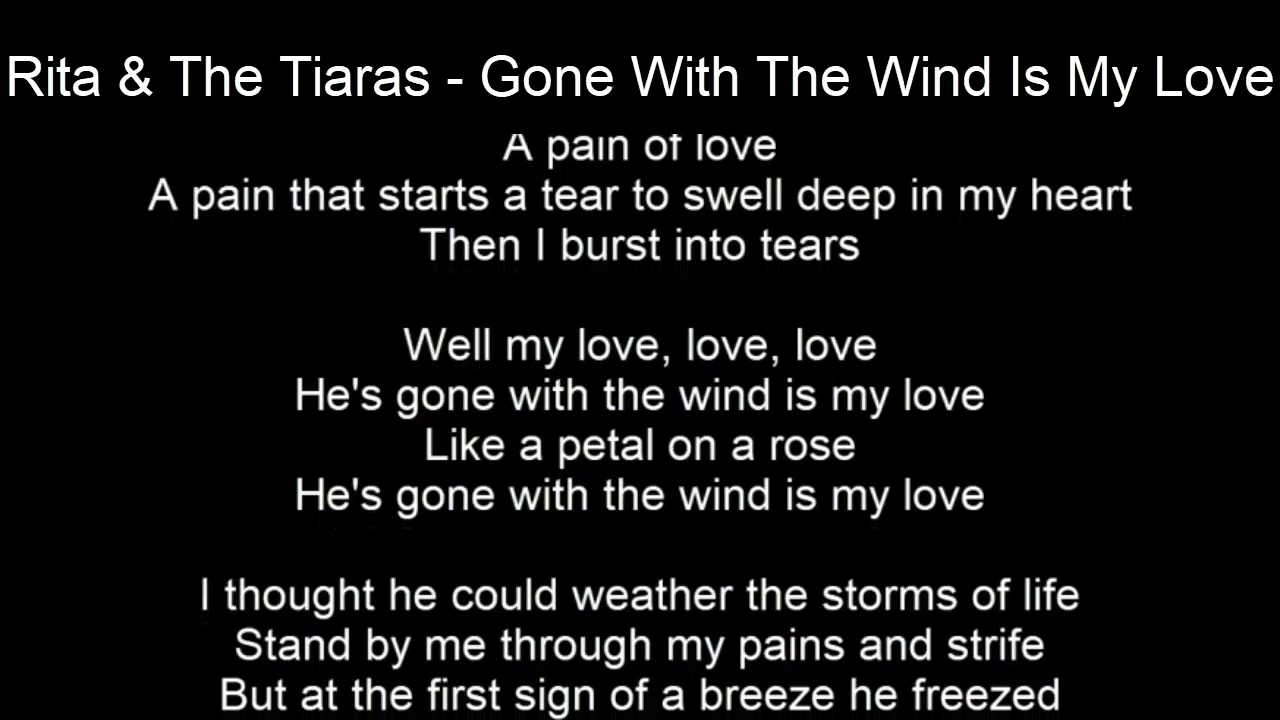 Rita & The Tiaras - Gone With The Wind Is My Love
A pain of love
A pain that starts a tear to swell deep in my heart
Then I burst into tears
Well my love, love, love
He's gone with the wind is my love
Like a petal on a rose
He's gone with the wind is my love
I thought he could weather the storms of life
Stand by me through my pains and strife
But at the first sign of a breeze he freezed